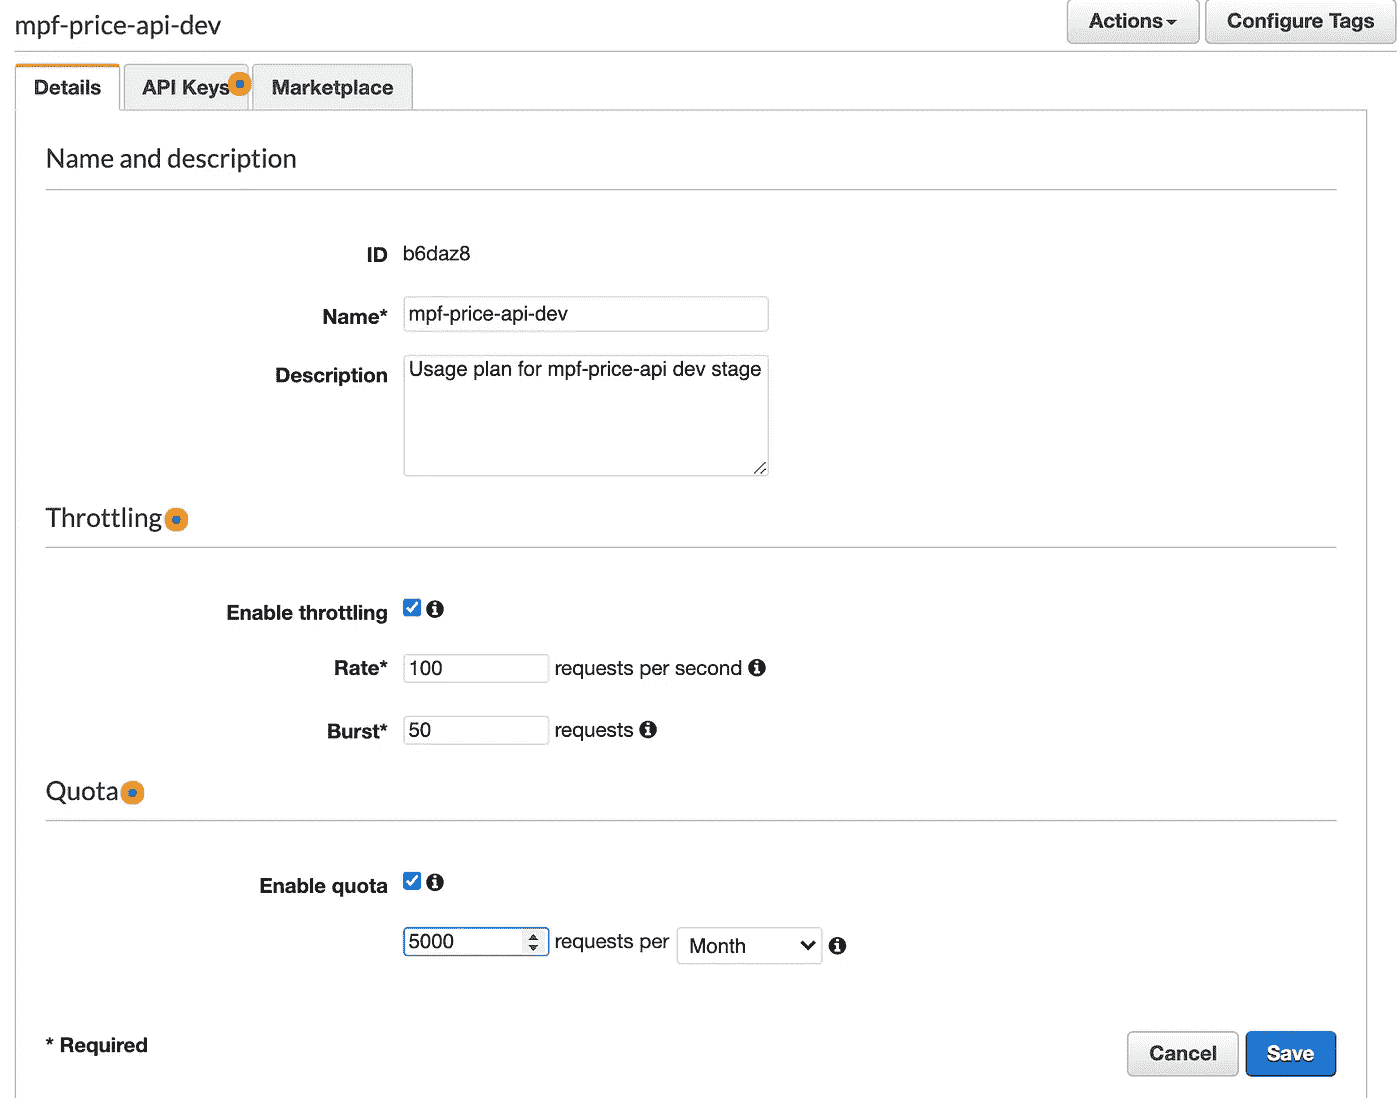 mpf-price-api-dev
Actions
Configure Tags
Details
API Keys
Marketplace
Name and description
ID b6daz8
Name* mpf-price-api-dev
Description Usage plan for mpf-price-api dev stage
Throttling
Enable throttling
Rate* 100 requests per second
Burst* 50 requests
Quota
Enable quota
5000 requests per Month
* Required
Cancel
Save